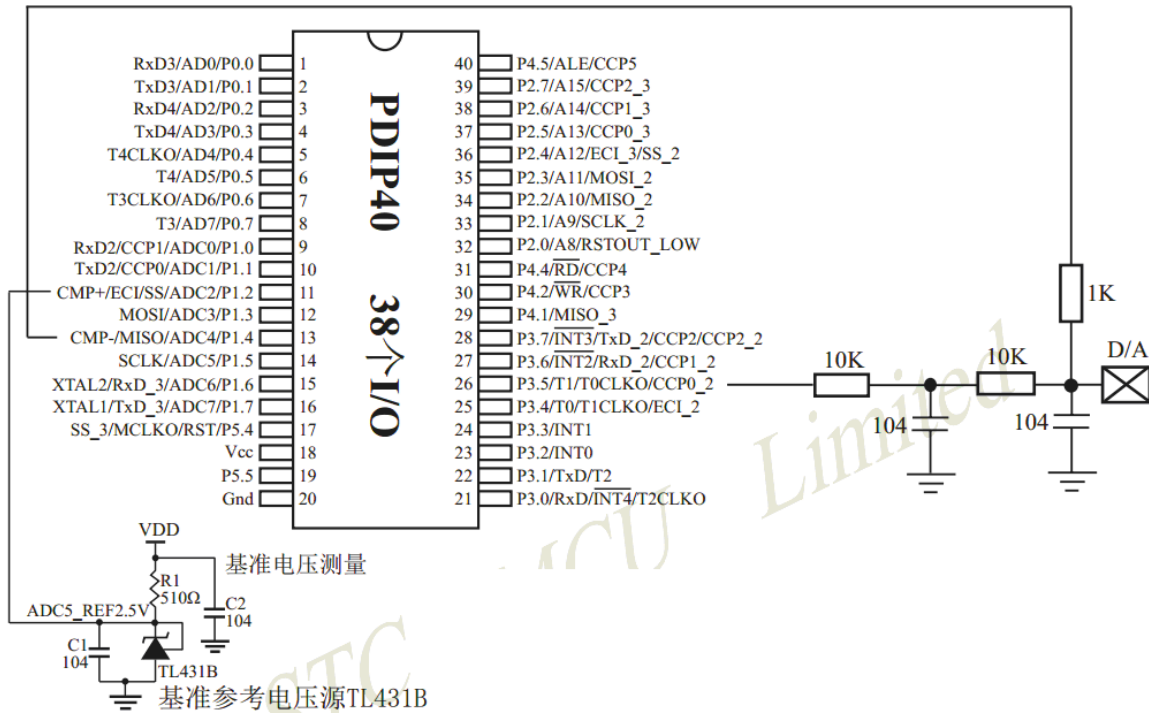 RxD3/AD0/P0.0 1 40 P4.5/ALE/CCP5
TxD3/AD1/P0.1 2 39 P2.7/A15/CCP2_3
RxD4/AD2/P0.2 3 38 P2.6/A14/CCP1_3
TxD4/AD3/P0.3 4 37 P2.5/A13/CCP0_3
T4CLKO/AD4/P0.4 5 36 P2.4/A12/ECI_3/SS_2
T4/AD5/P0.5 6 35 P2.3/A11/MOSI_2
T3CLKO/AD6/P0.6 7 34 P2.2/A10/MISO_2
T3/AD7/P0.7 8 33 P2.1/A9/SCLK_2
RxD2/CCP1/ADC0/P1.0 9 32 P2.0/A8/RSTOUT_LOW
TxD2/CCP0/ADC1/P1.1 10 31 P4.4/RD/CCP4
CMP+/ECI/SS/ADC2/P1.2 11 30 P4.2/WR/CCP3
MOSI/ADC3/P1.3 12 29 P4.1/MISO_3
CMP-/MISO/ADC4/P1.4 13 28 P3.7/INT3/TxD_2/CCP2/CCP2_2
SCLK/ADC5/P1.5 14 27 P3.6/INT2/RxD_2/CCP1_2
XTAL2/RxD_3/ADC6/P1.6 15 26 P3.5/T1/T0CLKO/CCP0_2
XTAL1/TxD_3/ADC7/P1.7 16 25 P3.4/T0/T1CLKO/ECI_2
SS_3/MCLKO/RST/P5.4 17 24 P3.3/INT1
Vcc 18 23 P3.2/INT0
P5.5 19 22 P3.1/TxD/T2
Gnd 20 21 P3.0/RxD/INT4/T2CLKO
PDIP40 38个I/O
1K
10K
10K
D/A
104
104
VDD
基准电压测量
R1
510Ω
C2
104
ADC5_REF2.5V
C1
104
TL431B
基准参考电压源TL431B
STC MCU Limited